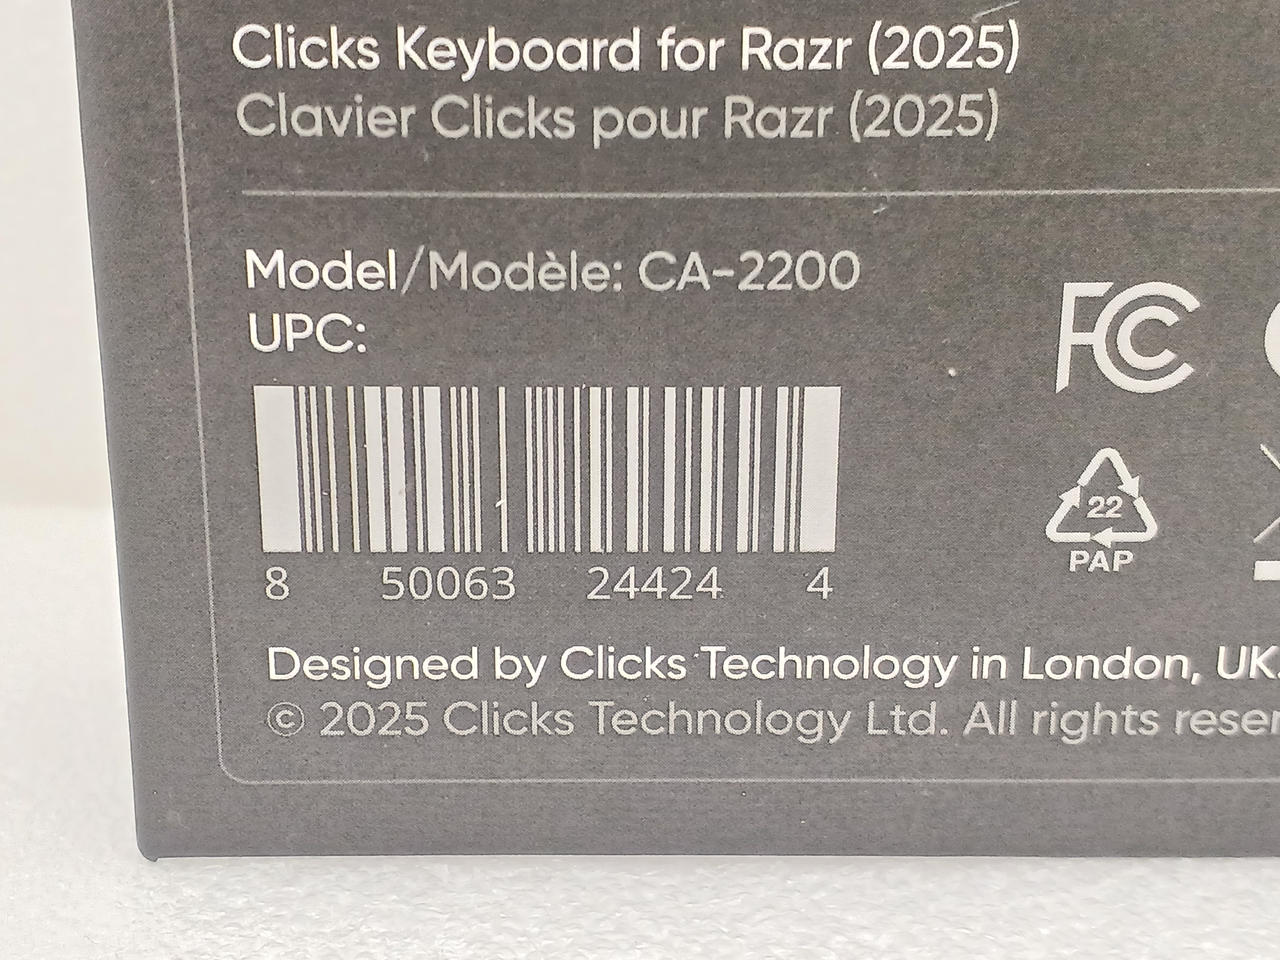 Clicks Keyboard for Razr (2025)
Clavier Clicks pour Razr (2025)
Model/Modèle: CA-2200
UPC:
FC
22
PAP
8 50063 24424 4
Designed by Clicks Technology in London, UK.
© 2025 Clicks Technology Ltd. All rights